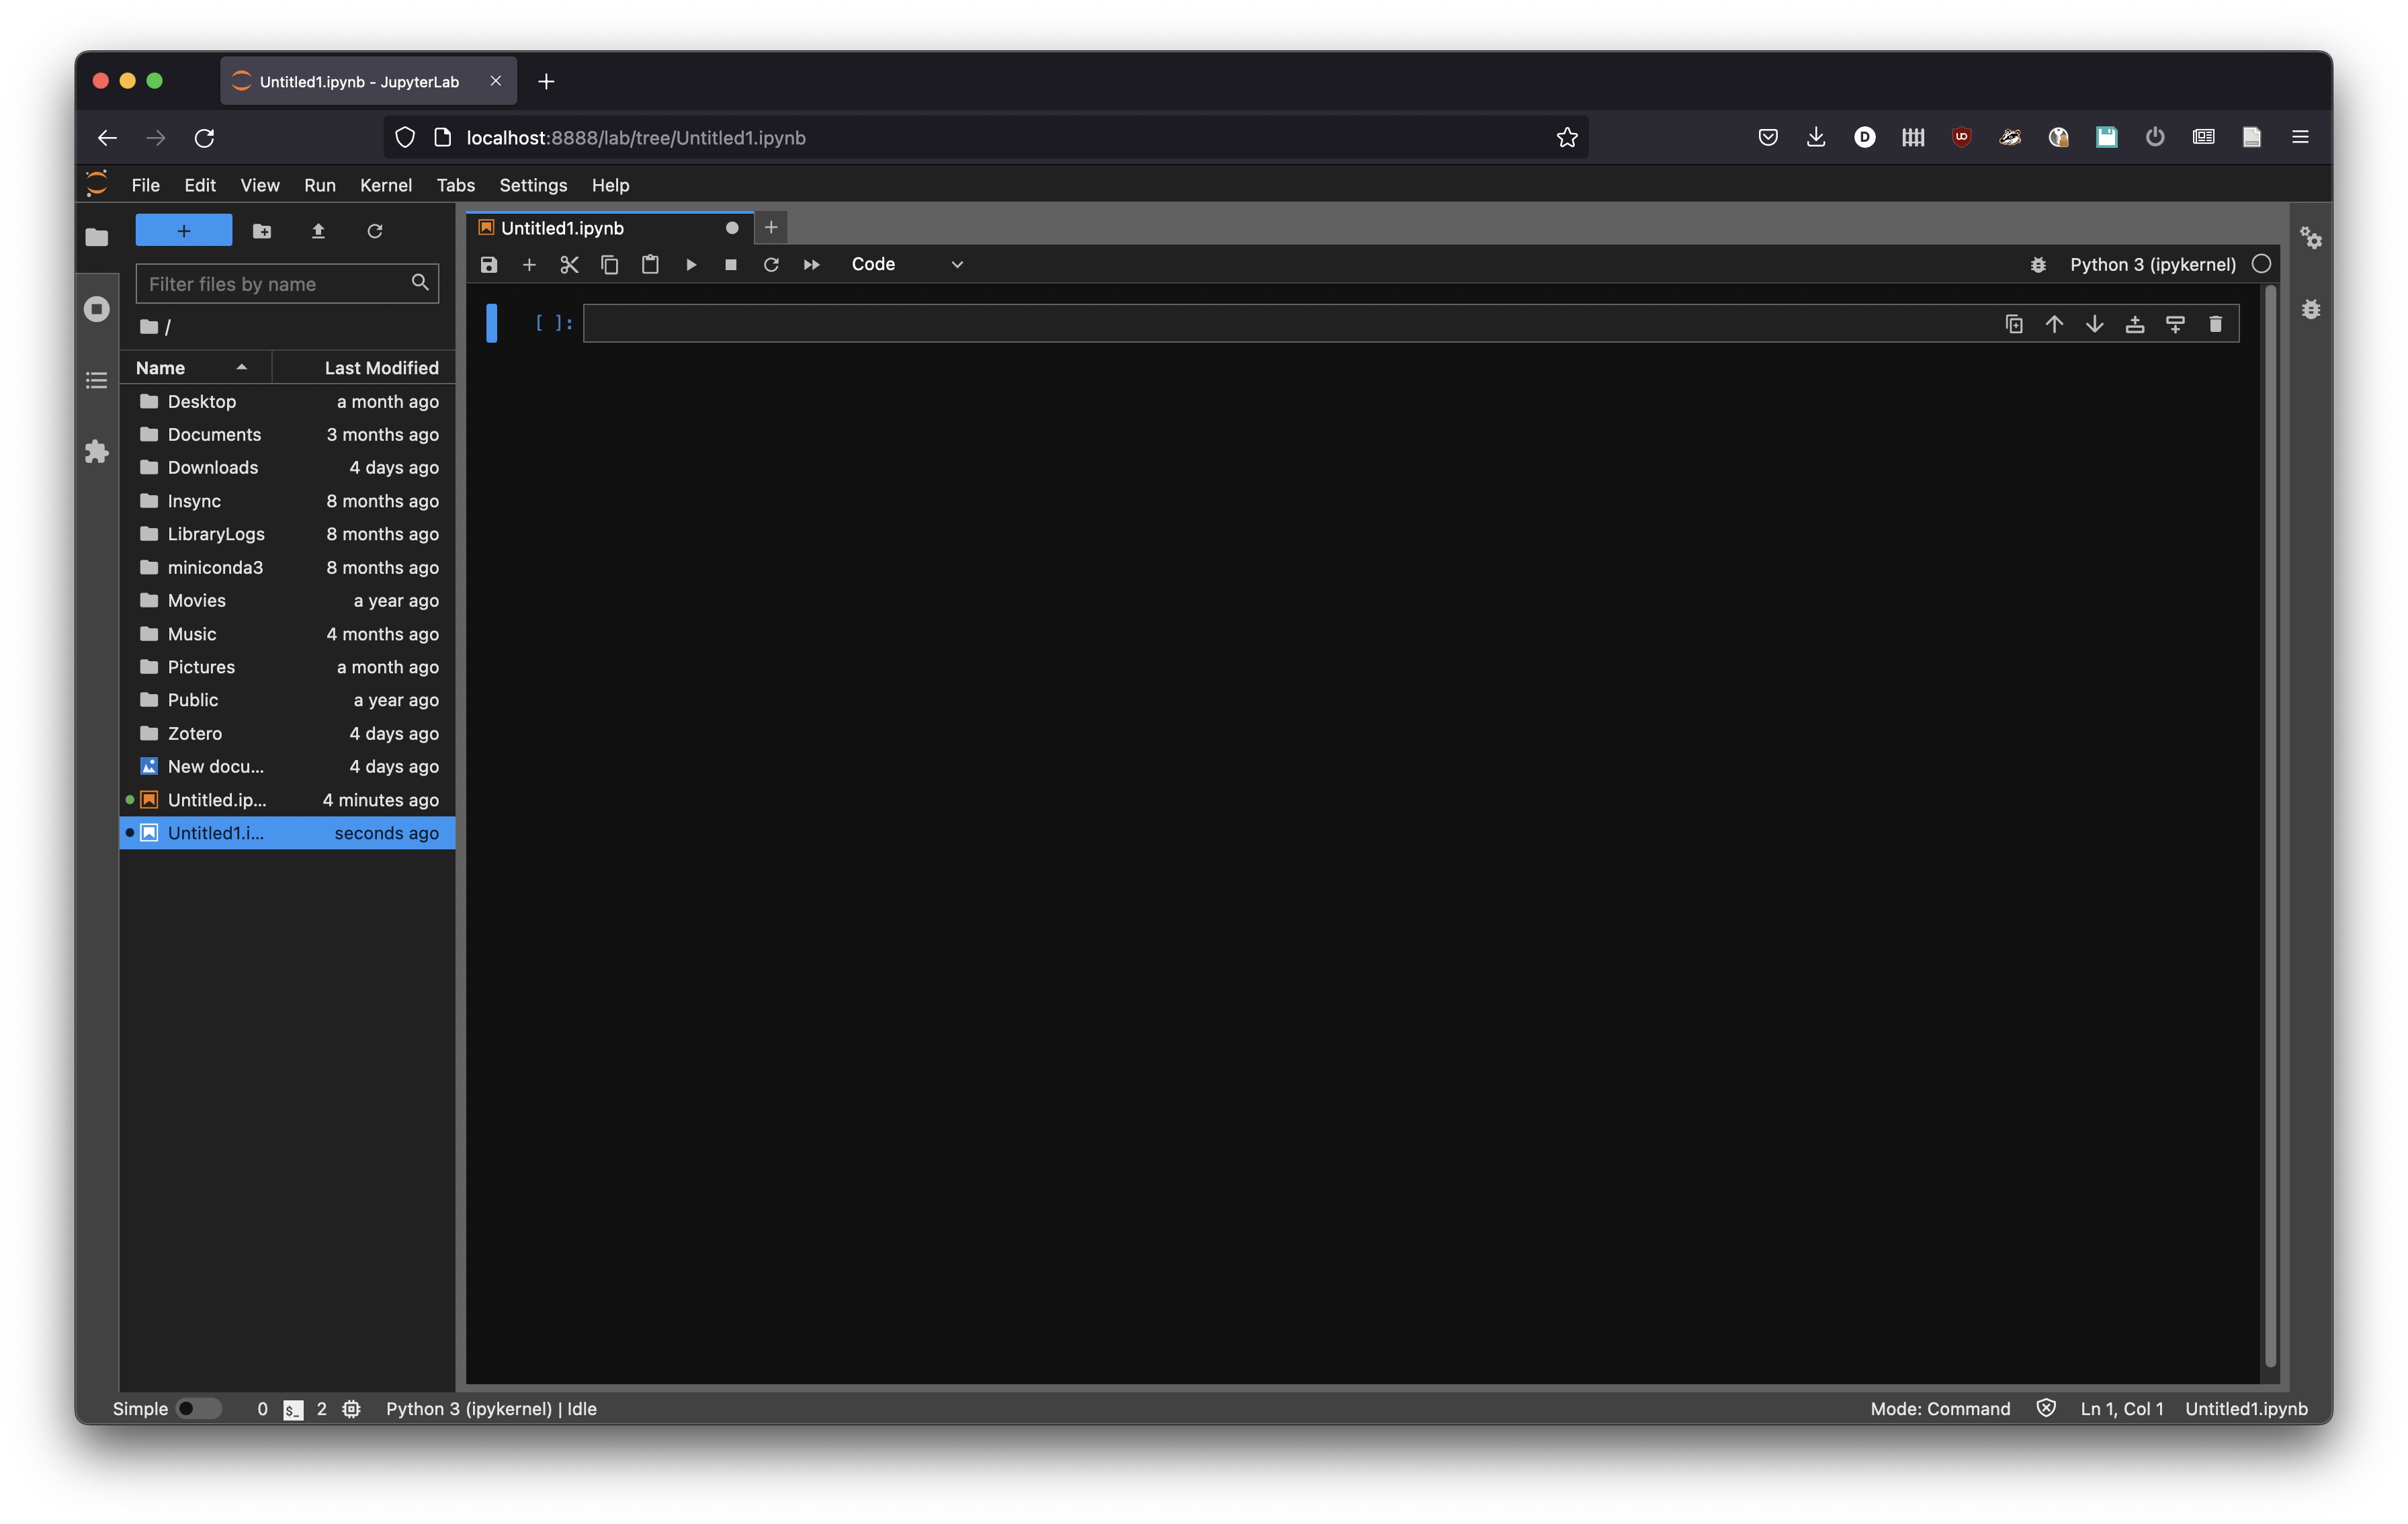 Untitled1.ipynb - JupyterLab
localhost:8888/lab/tree/Untitled1.ipynb
File Edit View Run Kernel Tabs Settings Help
Untitled1.ipynb
Filter files by name
Code
Python 3 (ipykernel)
/
[ ]:
Name Last Modified
Desktop a month ago
Documents 3 months ago
Downloads 4 days ago
Insync 8 months ago
LibraryLogs 8 months ago
miniconda3 8 months ago
Movies a year ago
Music 4 months ago
Pictures a month ago
Public a year ago
Zotero 4 days ago
New docu... 4 days ago
Untitled.ip... 4 minutes ago
Untitled1.i... seconds ago
Simple 0 $_ 2 Python 3 (ipykernel) | Idle Mode: Command Ln 1, Col 1 Untitled1.ipynb